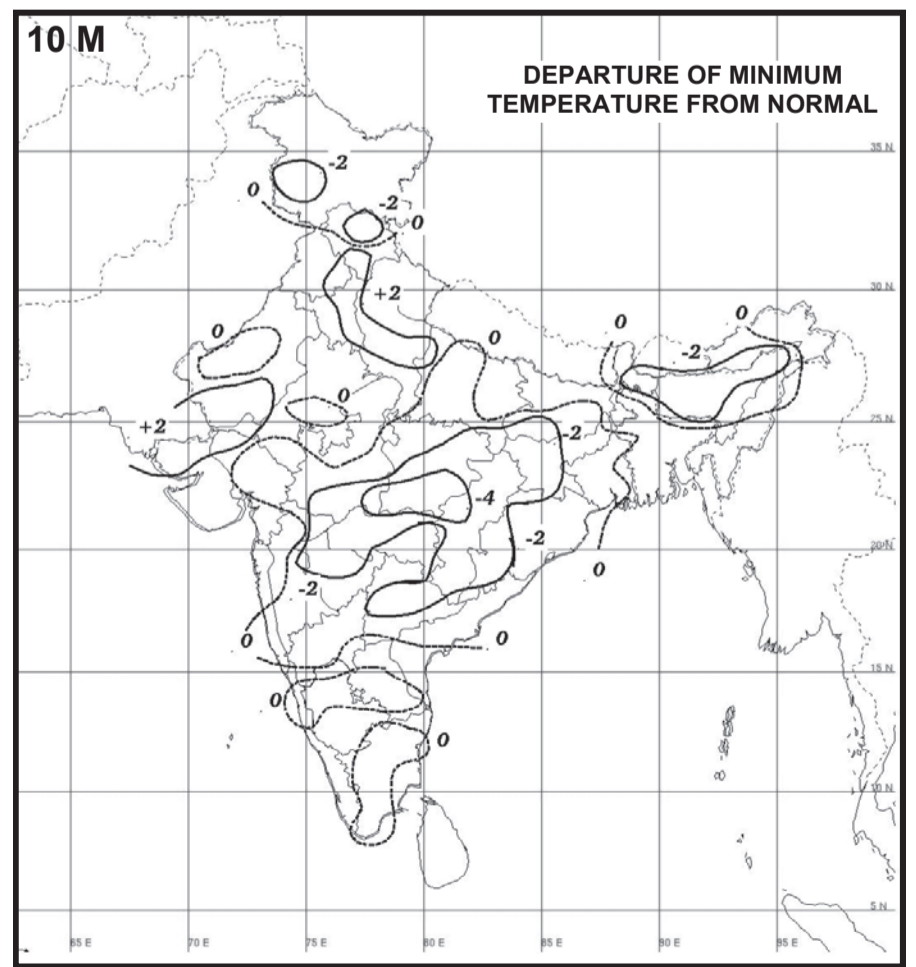 10 M
DEPARTURE OF MINIMUM
TEMPERATURE FROM NORMAL
35 N
-2
0
-2
0
30 N
+2
0
0
0
0
-2
0
+2
25 N
-2
-4
-2
20 N
0
-2
0
0
15 N
0
0
10 N
5 N
65 E
70 E
75 E
80 E
85 E
90 E
95 E